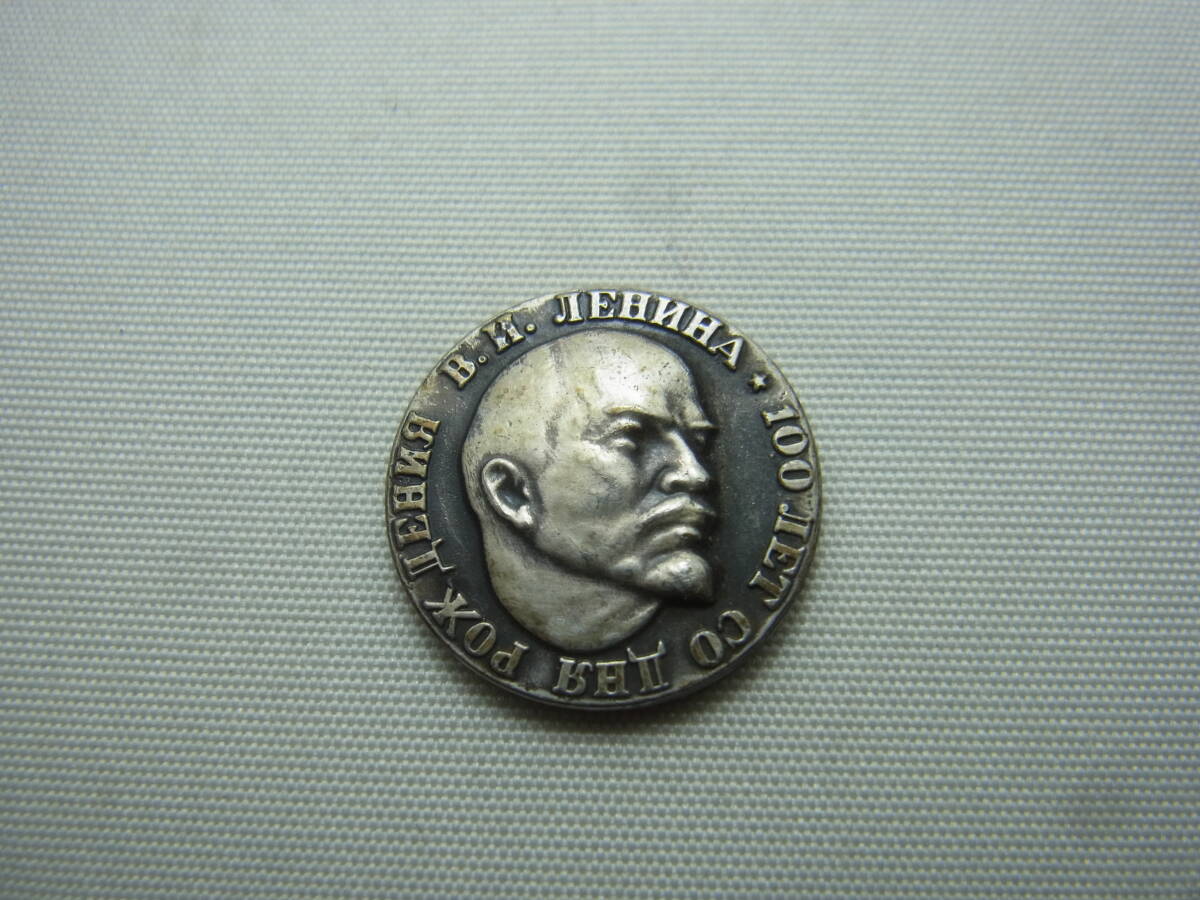 100 ЛЕТ СО ДНЯ РОЖДЕНИЯ В.И. ЛЕНИНА